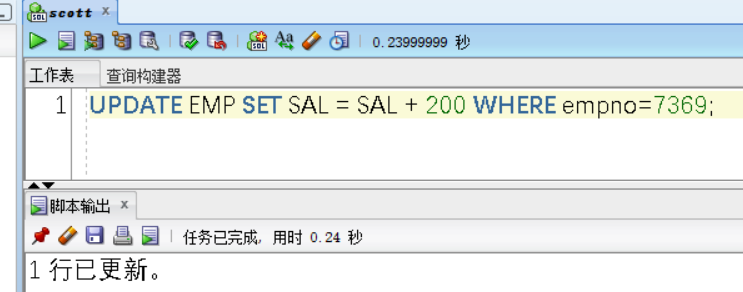 scott
0.23999999 秒
工作表 查询构建器
1 UPDATE EMP SET SAL = SAL + 200 WHERE empno=7369;
脚本输出
任务已完成, 用时 0.24 秒
1 行已更新。